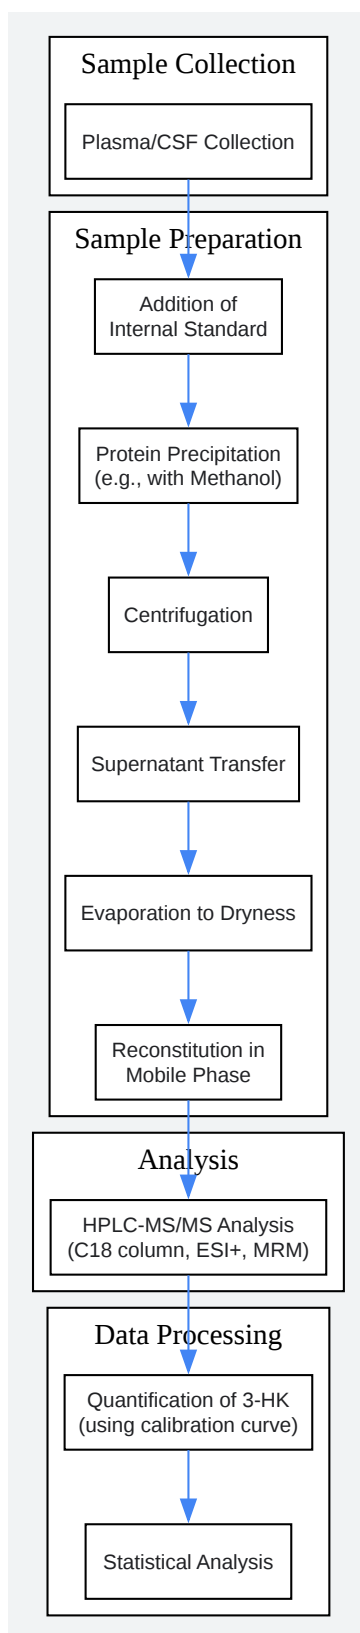 Sample Collection
Plasma/CSF Collection
Sample Preparation
Addition of
Internal Standard
Protein Precipitation
(e.g., with Methanol)
Centrifugation
Supernatant Transfer
Evaporation to Dryness
Reconstitution in
Mobile Phase
Analysis
HPLC-MS/MS Analysis
(C18 column, ESI+, MRM)
Data Processing
Quantification of 3-HK
(using calibration curve)
Statistical Analysis